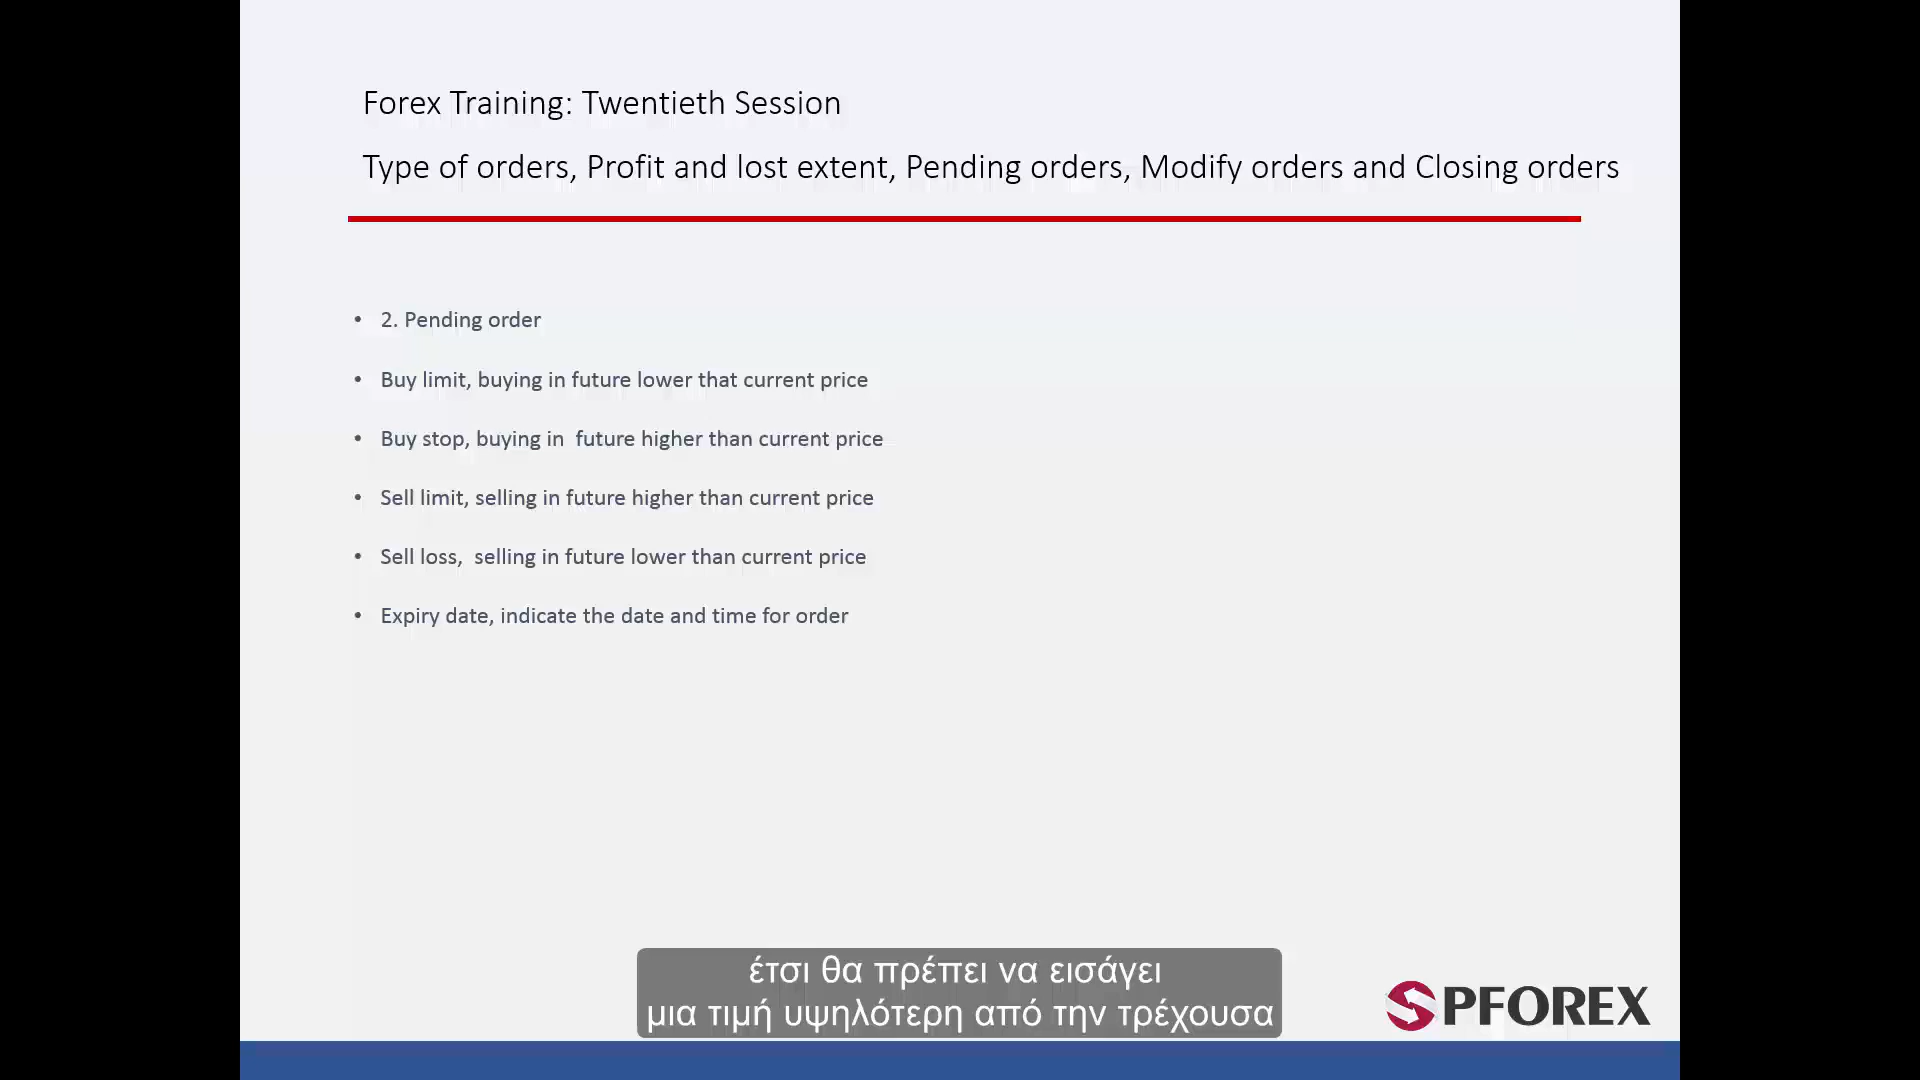 Forex Training: Twentieth Session
Type of orders, Profit and lost extent, Pending orders, Modify orders and Closing orders
• 2. Pending order
• Buy limit, buying in future lower that current price
• Buy stop, buying in  future higher than current price
• Sell limit, selling in future higher than current price
• Sell loss,  selling in future lower than current price
• Expiry date, indicate the date and time for order
έτσι θα πρέπει να εισάγει
μια τιμή υψηλότερη από την τρέχουσα
SPFOREX